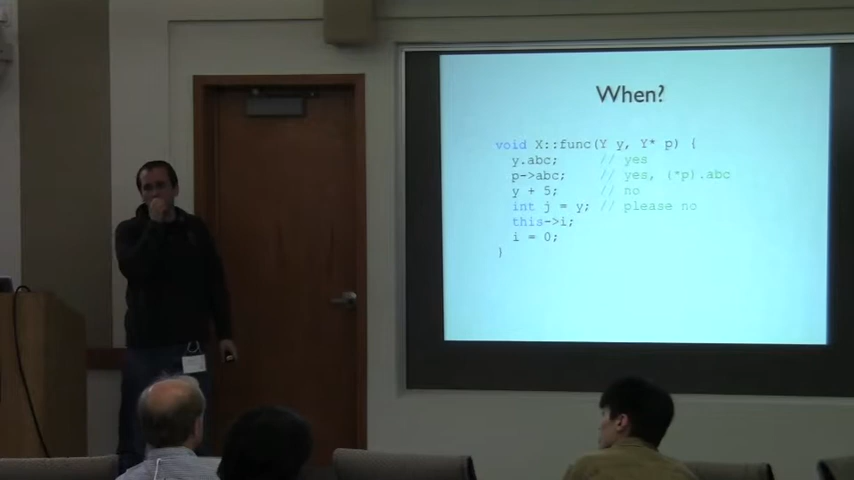 When?
void X::func(Y y, Y* p) {
y.abc; // yes
p->abc; // yes, (*p).abc
y + 5; // no
int j = y; // please no
this->i;
i = 0;
}